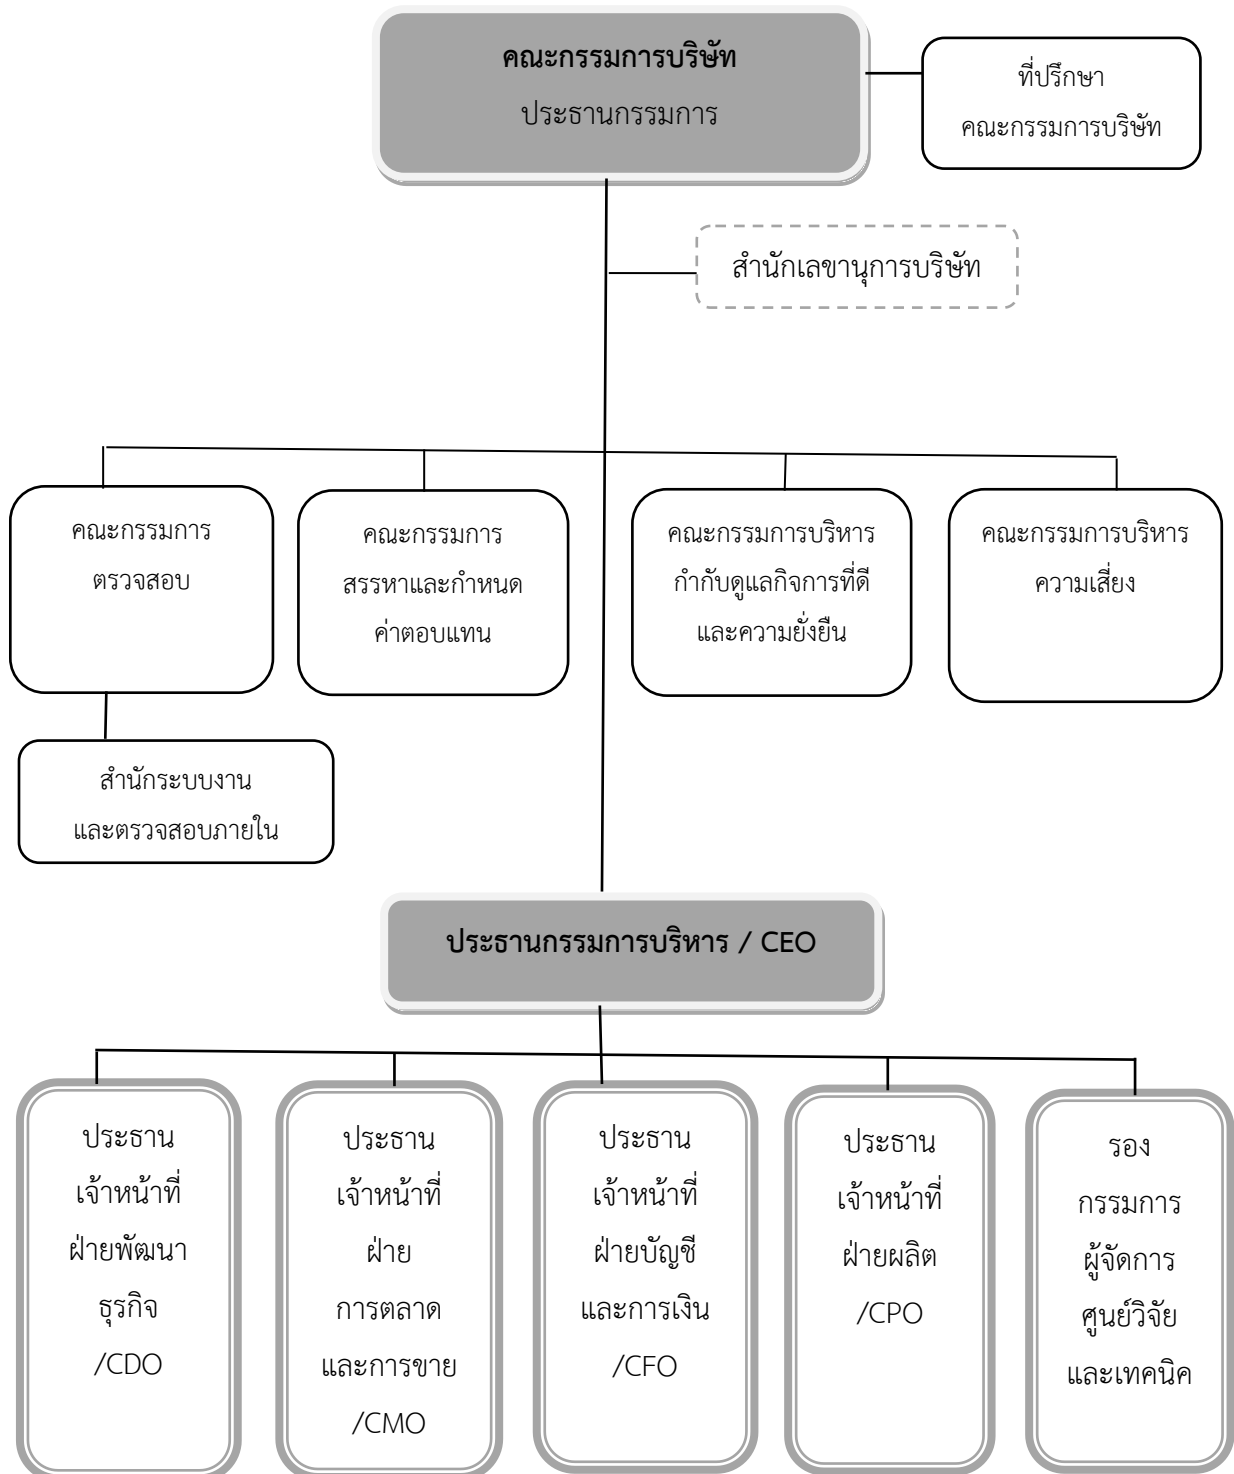 คณะกรรมการบริษัท
ประธานกรรมการ
ที่ปรึกษา
คณะกรรมการบริษัท
สำนักเลขานุการบริษัท
คณะกรรมการ
ตรวจสอบ
คณะกรรมการ
สรรหาและกำหนด
ค่าตอบแทน
คณะกรรมการบริหาร
กำกับดูแลกิจการที่ดี
และความยั่งยืน
คณะกรรมการบริหาร
ความเสี่ยง
สำนักระบบงาน
และตรวจสอบภายใน
ประธานกรรมการบริหาร / CEO
ประธาน
เจ้าหน้าที่
ฝ่ายพัฒนา
ธุรกิจ
/CDO
ประธาน
เจ้าหน้าที่
ฝ่าย
การตลาด
และการขาย
/CMO
ประธาน
เจ้าหน้าที่
ฝ่ายบัญชี
และการเงิน
/CFO
ประธาน
เจ้าหน้าที่
ฝ่ายผลิต
/CPO
รอง
กรรมการ
ผู้จัดการ
ศูนย์วิจัย
และเทคนิค